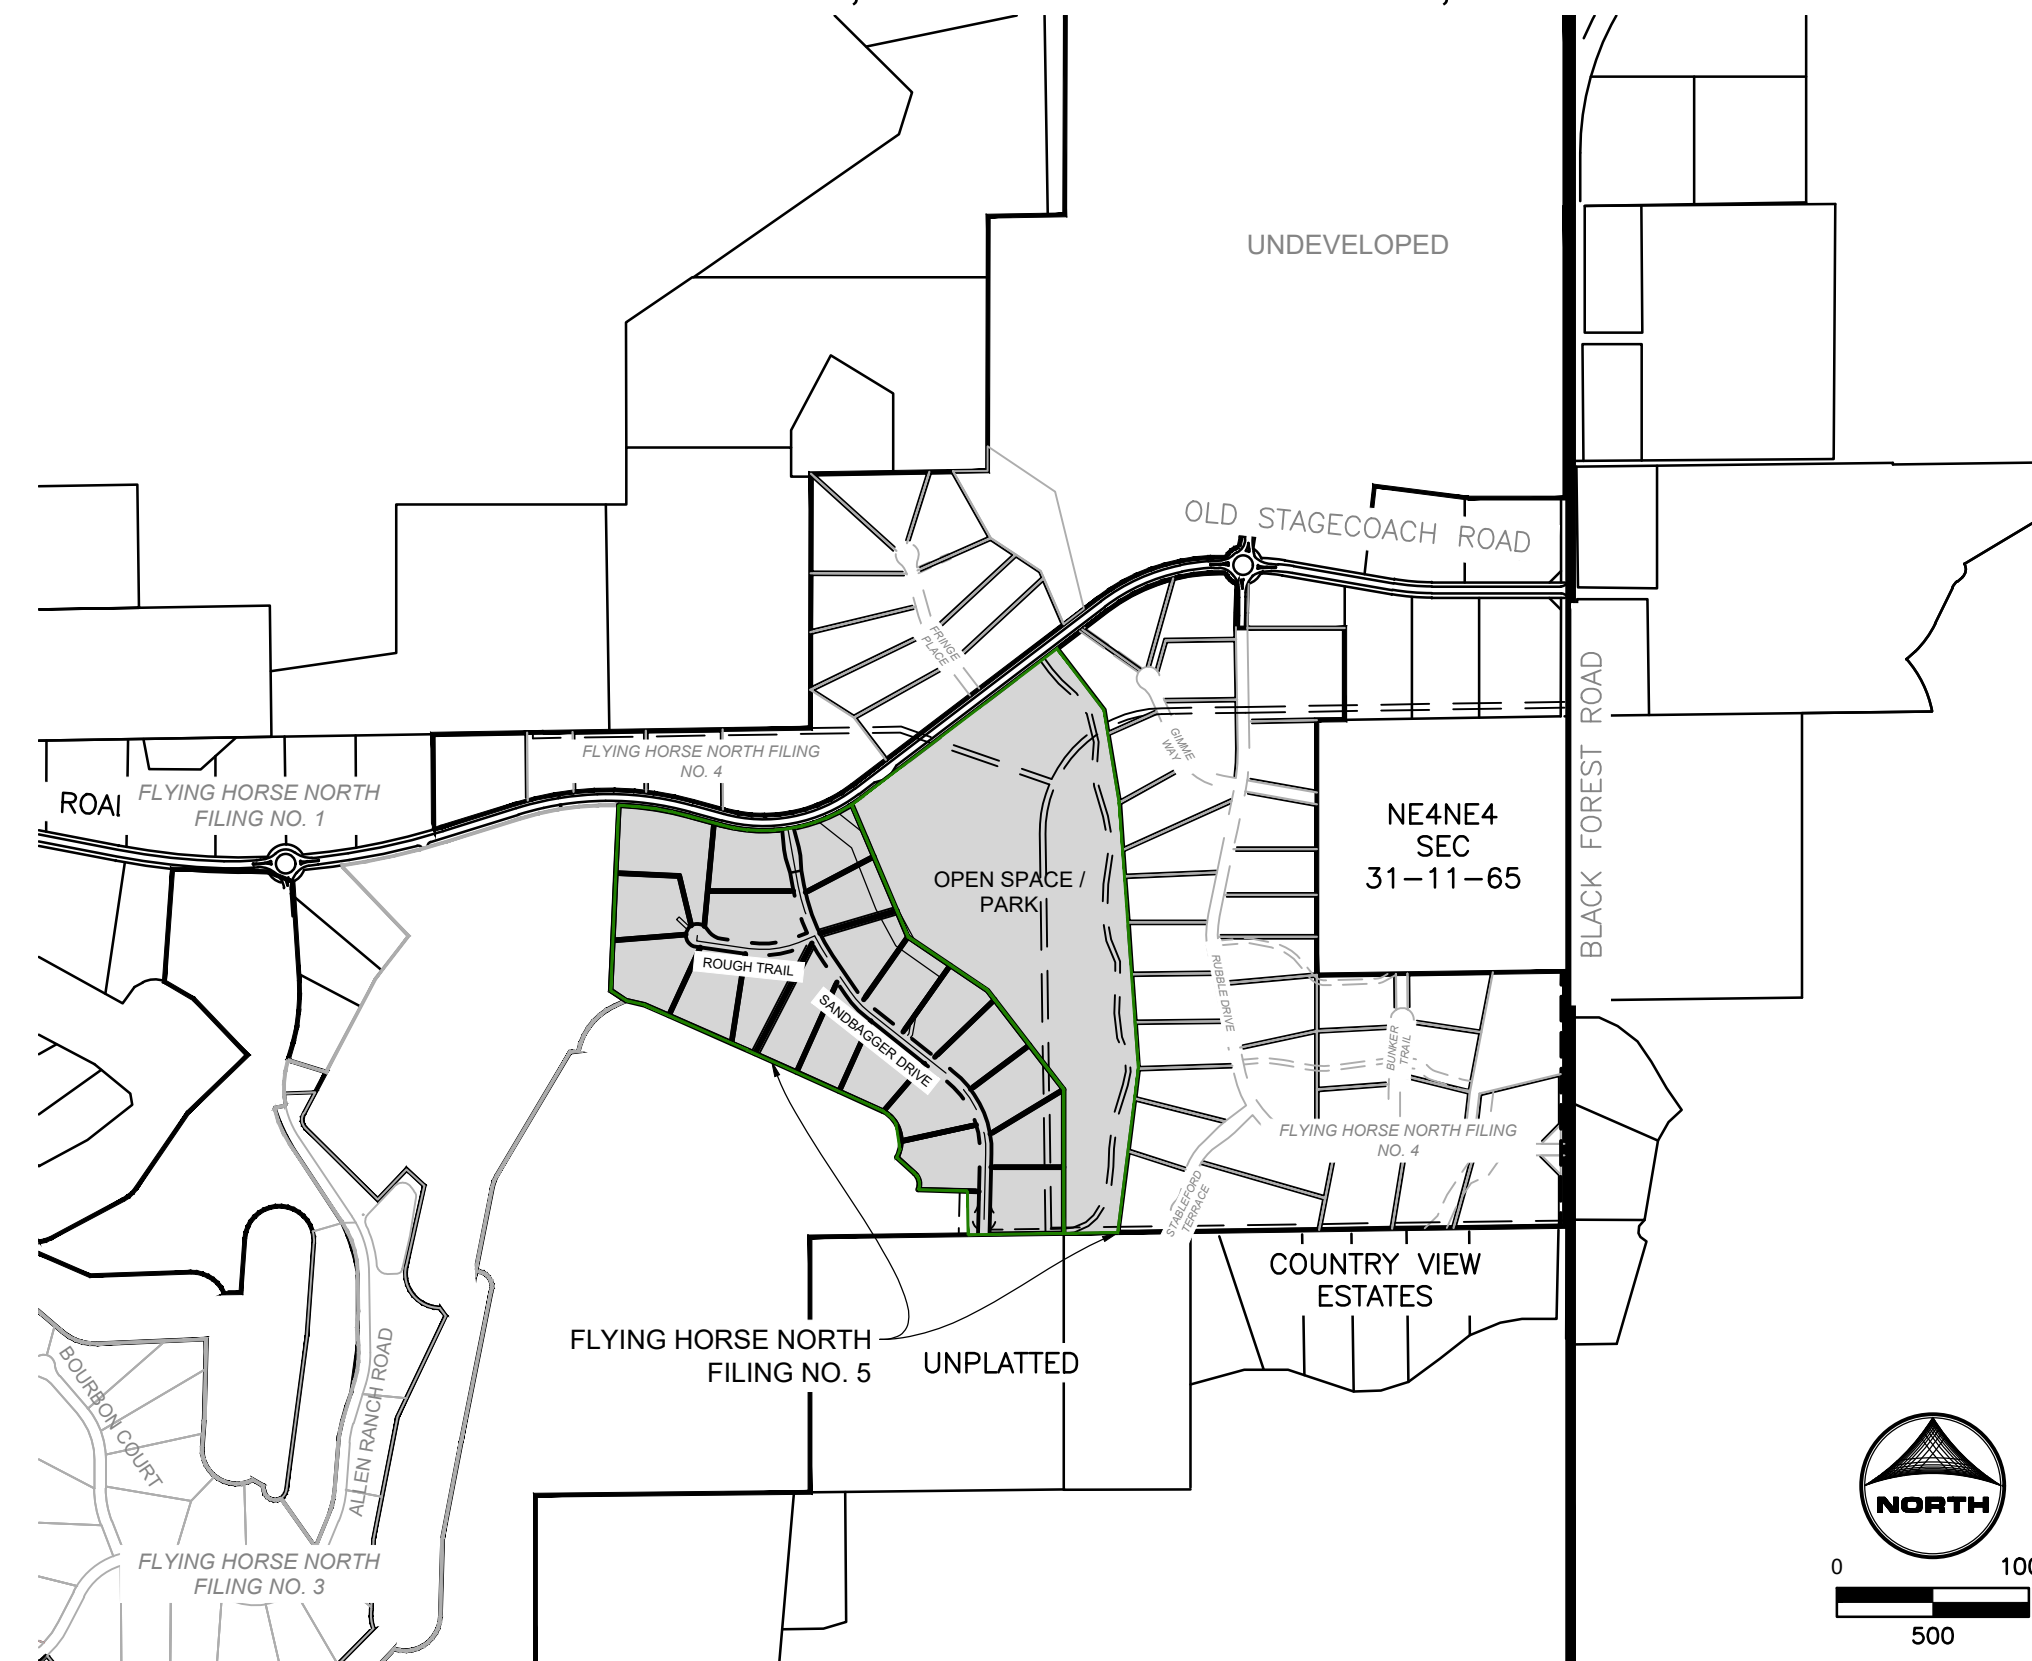 UNDEVELOPED
OLD STAGECOACH ROAD
FRINGE
PLACE
BLACK FOREST ROAD
FLYING HORSE NORTH FILING
NO. 4
GIMME
WAY
FLYING HORSE NORTH
FILING NO. 1
NE4NE4
SEC
31-11-65
OPEN SPACE /
PARK
ROUGH TRAIL
SANDBAGGER DRIVE
RUBBLE DRIVE
BUNKER
TRAIL
FLYING HORSE NORTH FILING
NO. 4
STABLEFORD
TERRACE
COUNTRY VIEW
ESTATES
FLYING HORSE NORTH
FILING NO. 5
UNPLATTED
BOURBON COURT
ALLEN RANCH ROAD
FLYING HORSE NORTH
FILING NO. 3
NORTH
0
500